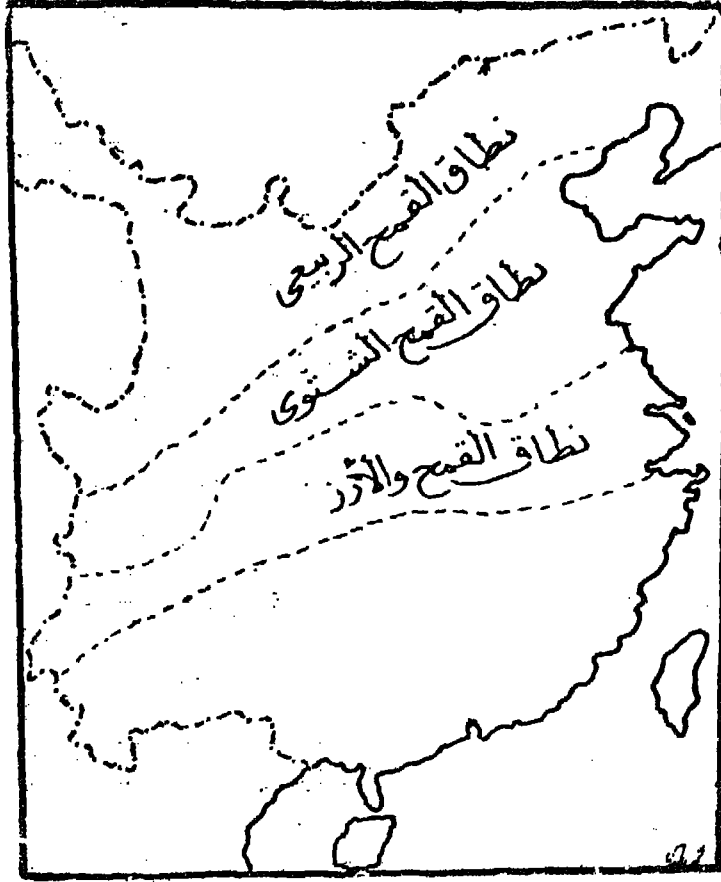 نطاق القمح الربيعى
نطاق القمح الشتوى
نطاق القمح والأرز